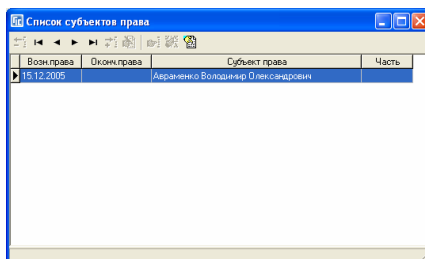 Список субъектов права
Возн.права Оконч.права Субъект права Часть
15.12.2005 Авраменко Володимир Олександрович